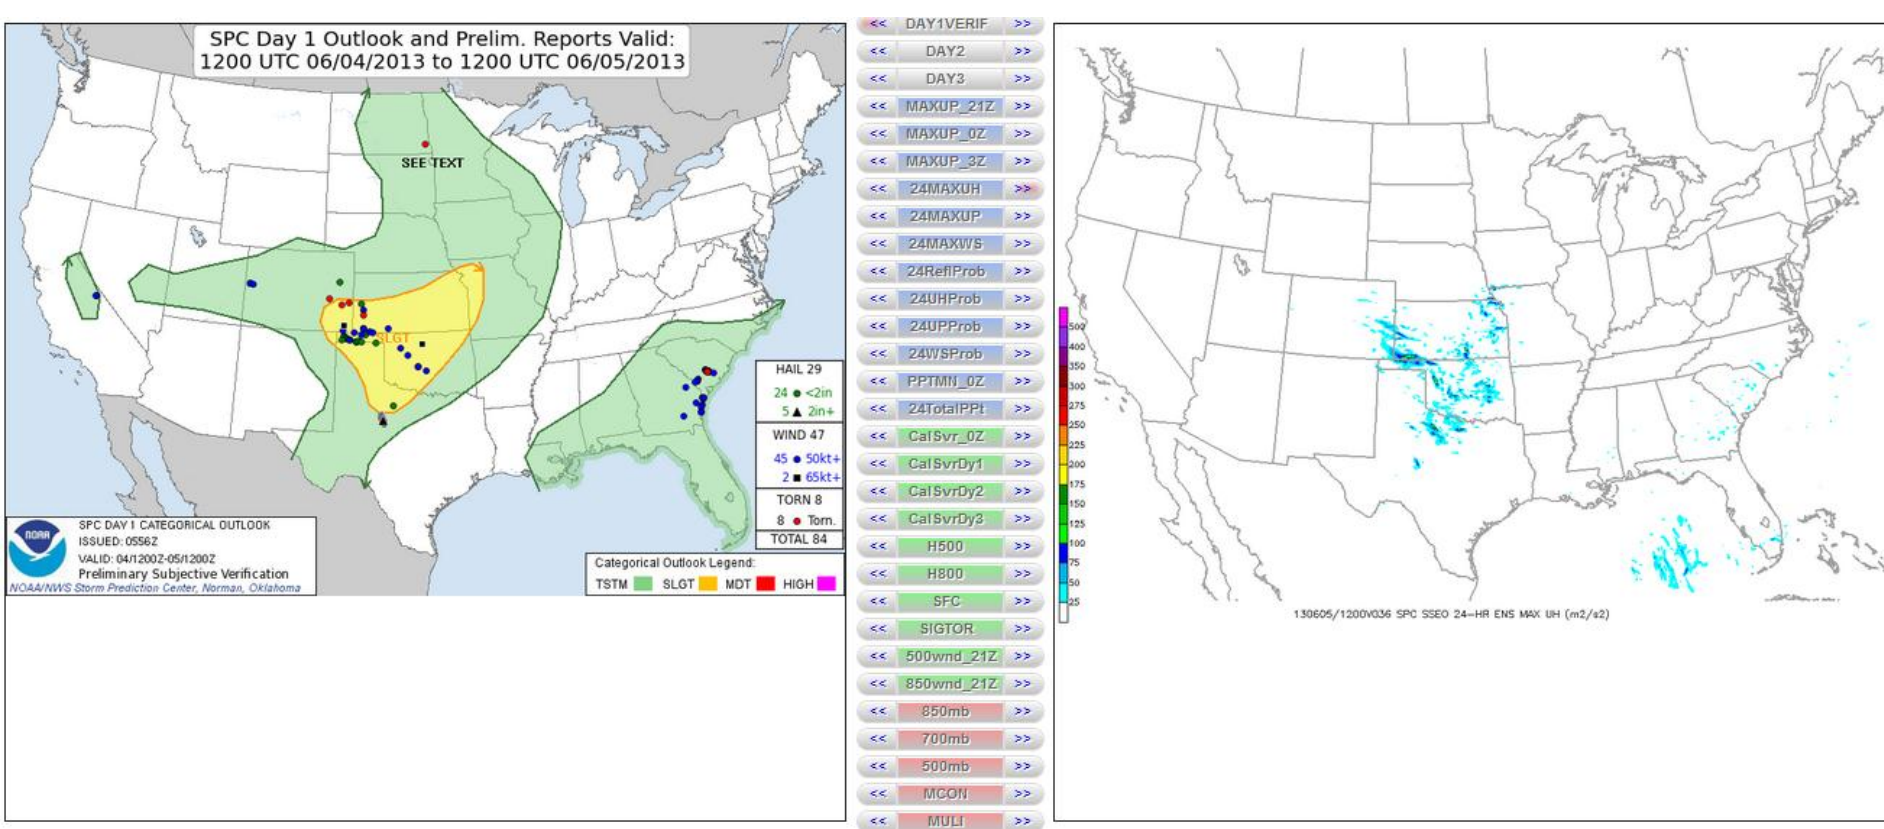 SPC Day 1 Outlook and Prelim. Reports Valid:
1200 UTC 06/04/2013 to 1200 UTC 06/05/2013
SEE TEXT
SLGT
HAIL 29
24 ● <2in
5 ▲ 2in+
WIND 47
45 ● 50kt+
2 ■ 65kt+
TORN 8
8 ● Torn.
TOTAL 84
NOAA
SPC DAY 1 CATEGORICAL OUTLOOK
ISSUED: 0556Z
VALID: 04/1200Z-05/1200Z
Preliminary Subjective Verification
NOAA/NWS Storm Prediction Center, Norman, Oklahoma
Categorical Outlook Legend:
TSTM SLGT MDT HIGH
<< DAY1VERIF >>
<< DAY2 >>
<< DAY3 >>
<< MAXUP_21Z >>
<< MAXUP_0Z >>
<< MAXUP_3Z >>
<< 24MAXUH >>
<< 24MAXUP >>
<< 24MAXWS >>
<< 24ReflProb >>
<< 24UHProb >>
<< 24UPProb >>
<< 24WSProb >>
<< PPTMN_0Z >>
<< 24TotalPPt >>
<< CalSvr_0Z >>
<< CalSvrDy1 >>
<< CalSvrDy2 >>
<< CalSvrDy3 >>
<< H500 >>
<< H800 >>
<< SFC >>
<< SIGTOR >>
<< 500wnd_21Z >>
<< 850wnd_21Z >>
<< 850mb >>
<< 700mb >>
<< 500mb >>
<< MCON >>
<< MULI >>
500
400
350
300
275
250
225
200
175
150
125
100
75
50
25
130605/1200V036 SPC SSEO 24-HR ENS MAX UH (m2/s2)